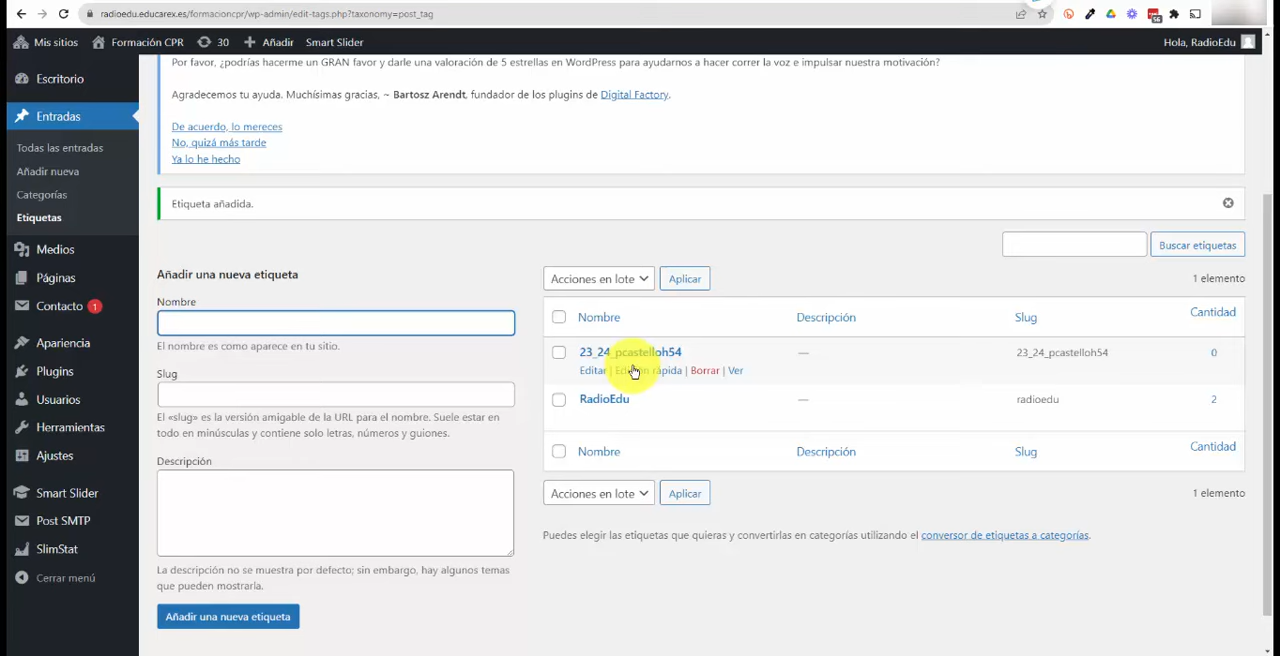 radioedu.educarex.es/formacioncpr/wp-admin/edit-tags.php?taxonomy=post_tag
56
Mis sitios Formación CPR 30 Añadir Smart Slider Hola, RadioEdu
Por favor, ¿podrías hacerme un GRAN favor y darle una valoración de 5 estrellas en WordPress para ayudarnos a hacer correr la voz e impulsar nuestra motivación?
Agradecemos tu ayuda. Muchísimas gracias, ~ Bartosz Arendt, fundador de los plugins de Digital Factory.
De acuerdo, lo mereces
No, quizá más tarde
Ya lo he hecho
Escritorio
Entradas
Todas las entradas
Añadir nueva
Categorías
Etiquetas
Medios
Páginas
Contacto 1
Apariencia
Plugins
Usuarios
Herramientas
Ajustes
Smart Slider
Post SMTP
SlimStat
Cerrar menú
Etiqueta añadida.
Buscar etiquetas
Añadir una nueva etiqueta
Nombre
El nombre es como aparece en tu sitio.
Slug
El «slug» es la versión amigable de la URL para el nombre. Suele estar
en todo en minúsculas y contiene solo letras, números y guiones.
Descripción
La descripción no se muestra por defecto; sin embargo, hay algunos temas
que pueden mostrarla.
Añadir una nueva etiqueta
Acciones en lote Aplicar 1 elemento
Nombre Descripción Slug Cantidad
23_24_pcastelloh54 — 23_24_pcastelloh54 0
Editar | Edición rápida | Borrar | Ver
RadioEdu — radioedu 2
Nombre Descripción Slug Cantidad
Acciones en lote Aplicar 1 elemento
Puedes elegir las etiquetas que quieras y convertirlas en categorías utilizando el conversor de etiquetas a categorías.